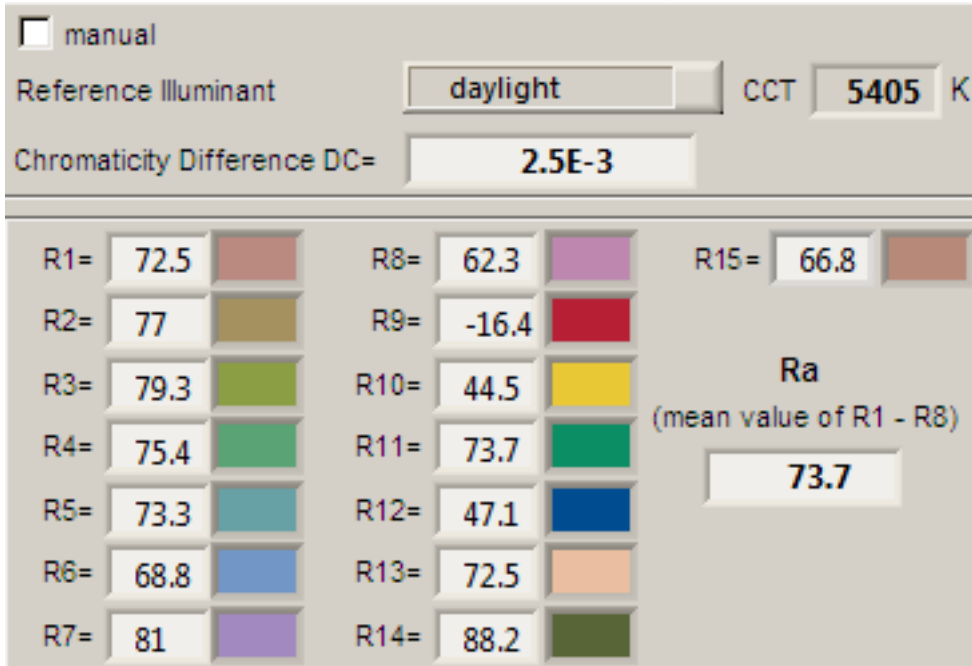 manual
Reference Illuminant daylight CCT 5405 K
Chromaticity Difference DC= 2.5E-3
R1= 72.5 R8= 62.3 R15= 66.8
R2= 77 R9= -16.4
R3= 79.3 R10= 44.5 Ra
(mean value of R1 - R8)
R4= 75.4 R11= 73.7
73.7
R5= 73.3 R12= 47.1
R6= 68.8 R13= 72.5
R7= 81 R14= 88.2